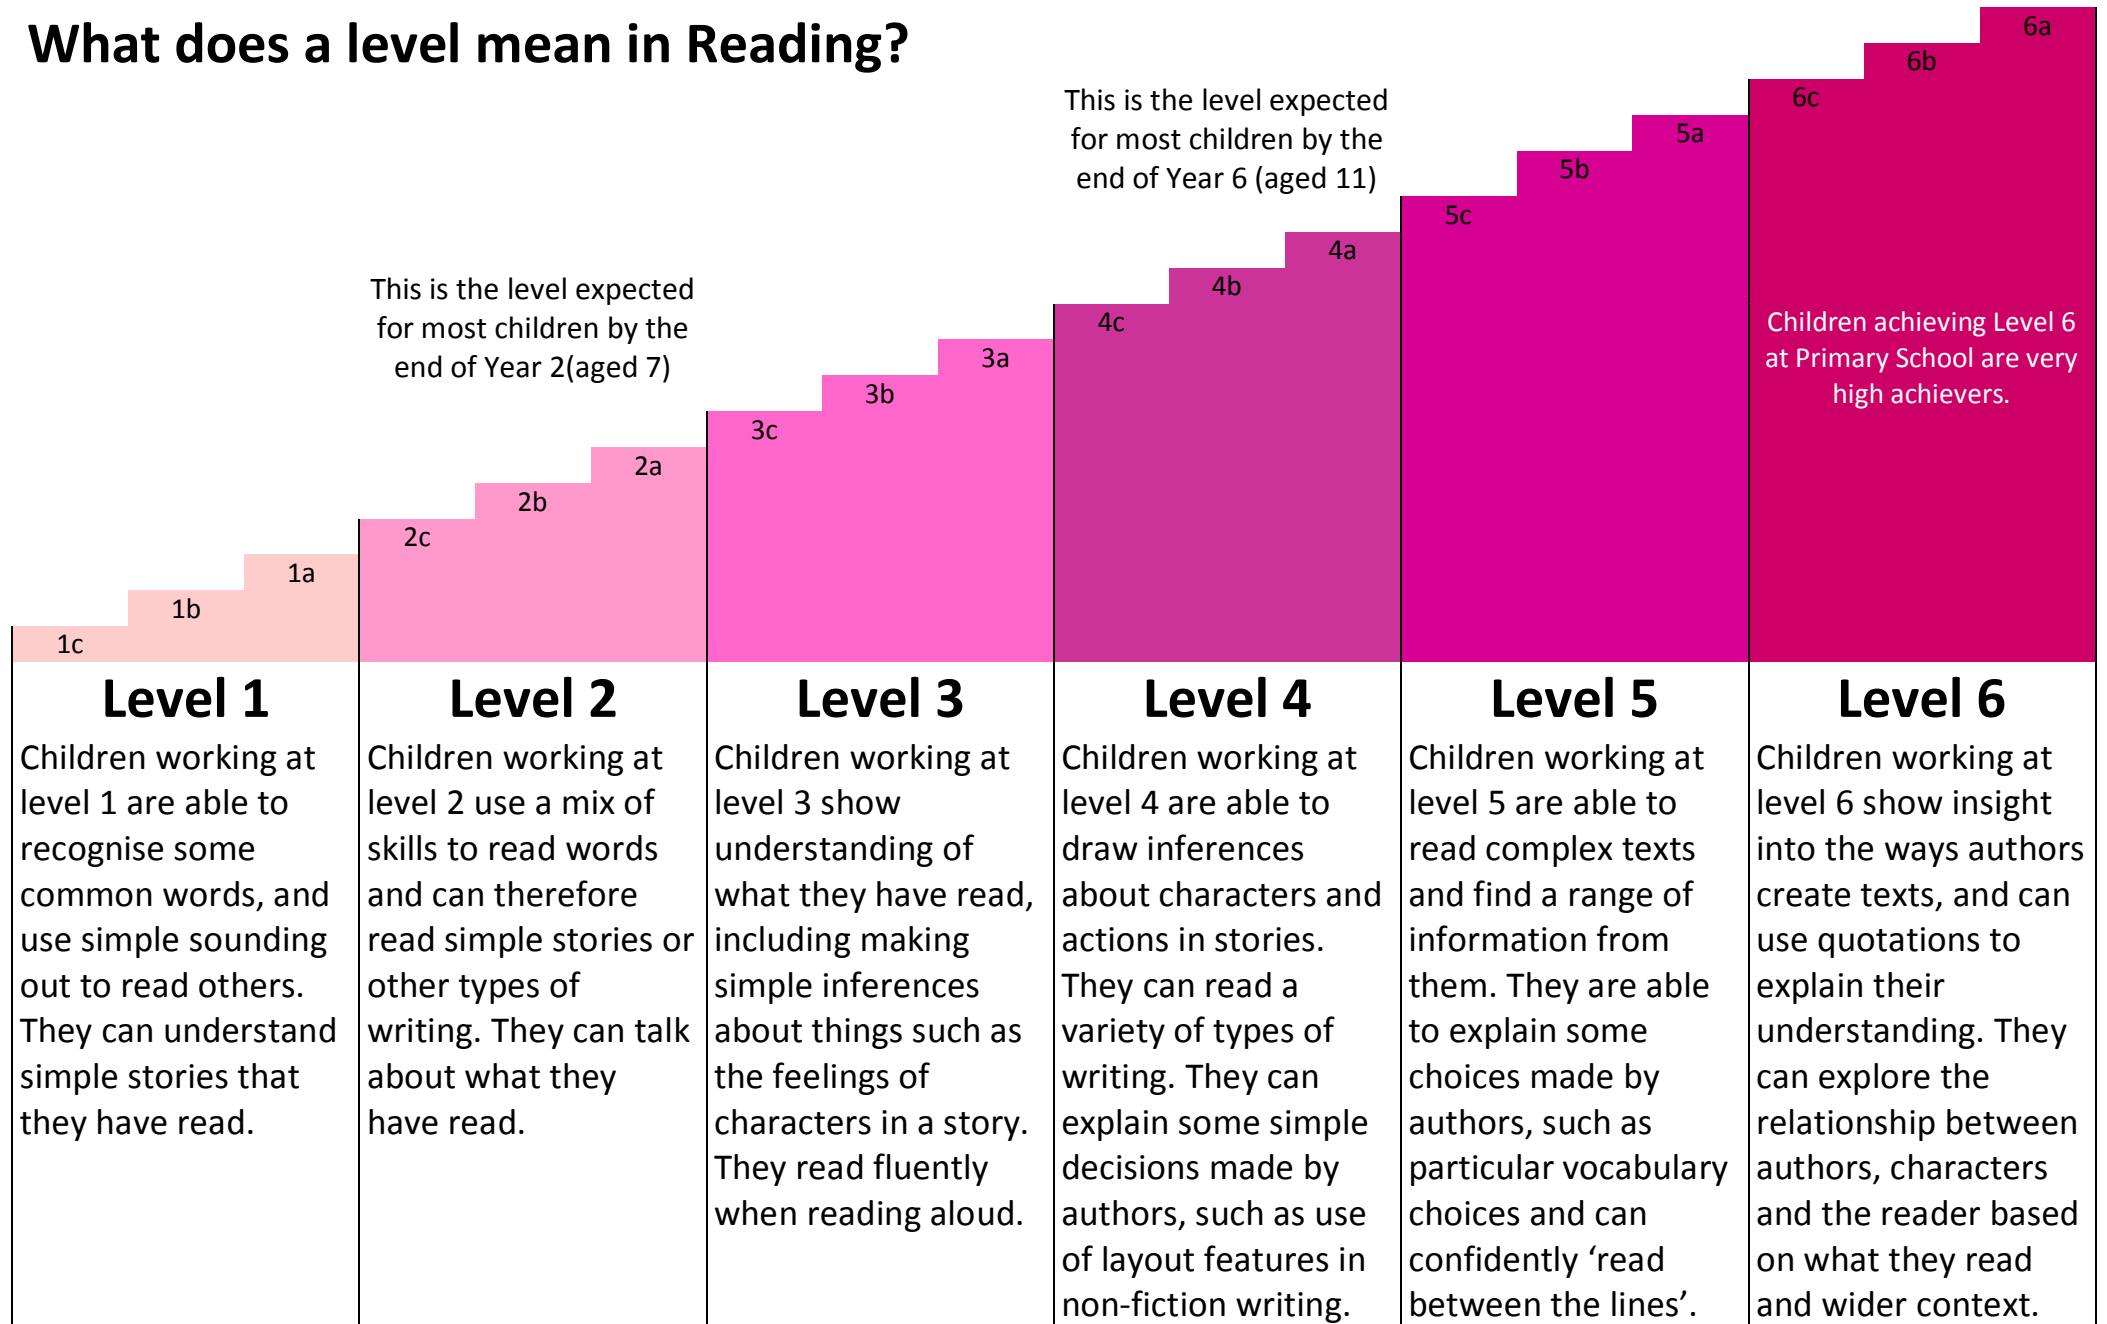 What does a level mean in Reading?
This is the level expected
for most children by the
end of Year 2(aged 7)
This is the level expected
for most children by the
end of Year 6 (aged 11)
1c
1b
1a
2c
2b
2a
3c
3b
3a
4c
4b
4a
5c
5b
5a
6c
6b
6a
Children achieving Level 6
at Primary School are very
high achievers.
Level 1
Children working at
level 1 are able to
recognise some
common words, and
use simple sounding
out to read others.
They can understand
simple stories that
they have read.
Level 2
Children working at
level 2 use a mix of
skills to read words
and can therefore
read simple stories or
other types of
writing. They can talk
about what they
have read.
Level 3
Children working at
level 3 show
understanding of
what they have read,
including making
simple inferences
about things such as
the feelings of
characters in a story.
They read fluently
when reading aloud.
Level 4
Children working at
level 4 are able to
draw inferences
about characters and
actions in stories.
They can read a
variety of types of
writing. They can
explain some simple
decisions made by
authors, such as use
of layout features in
non-fiction writing.
Level 5
Children working at
level 5 are able to
read complex texts
and find a range of
information from
them. They are able
to explain some
choices made by
authors, such as
particular vocabulary
choices and can
confidently ‘read
between the lines’.
Level 6
Children working at
level 6 show insight
into the ways authors
create texts, and can
use quotations to
explain their
understanding. They
can explore the
relationship between
authors, characters
and the reader based
on what they read
and wider context.